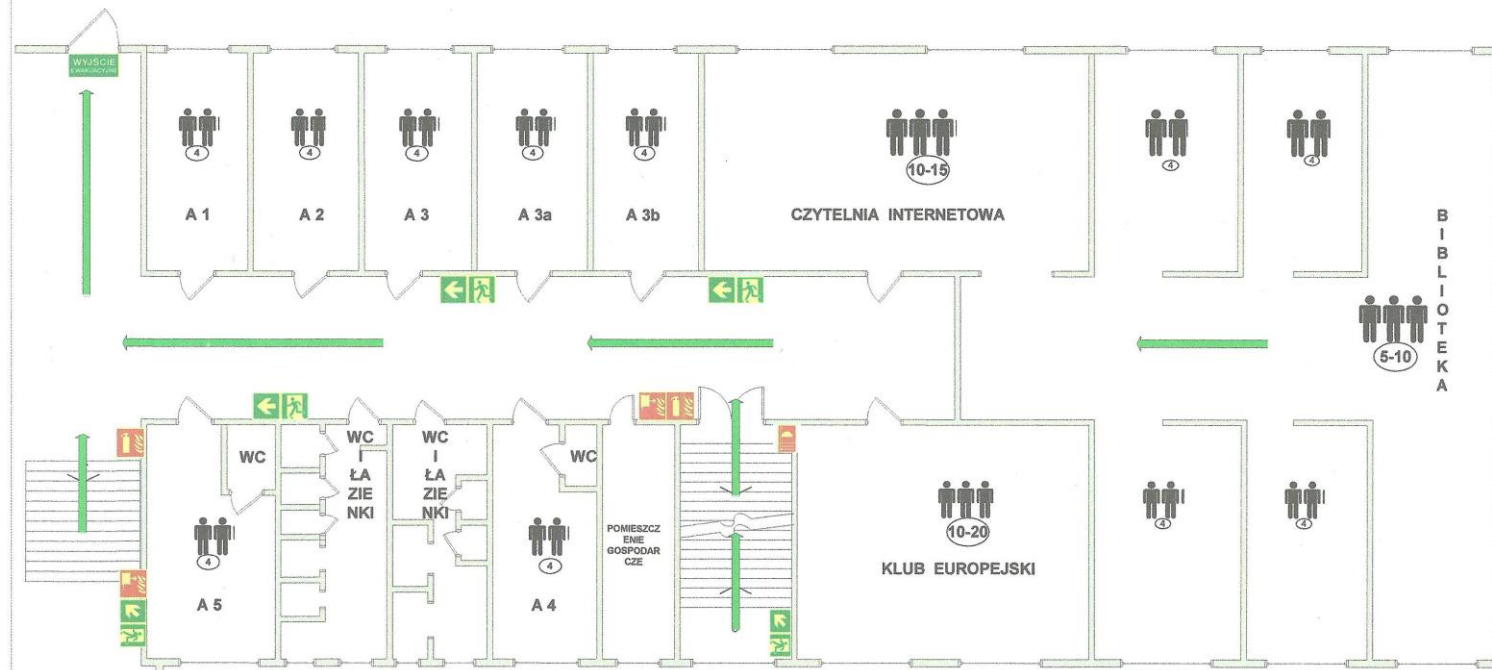 WYJŚCIE
EWAKUACYJNE
4
4
4
4
4
10-15
4
4
A 1
A 2
A 3
A 3a
A 3b
CZYTELNIA INTERNETOWA
B
I
B
L
I
O
T
E
K
A
5-10
WC
WC
I
ŁA
ZIE
NKI
WC
I
ŁA
ZIE
NKI
WC
POMIESZCZ
ENIE
GOSPODAR
CZE
4
4
10-20
4
4
A 5
A 4
KLUB EUROPEJSKI